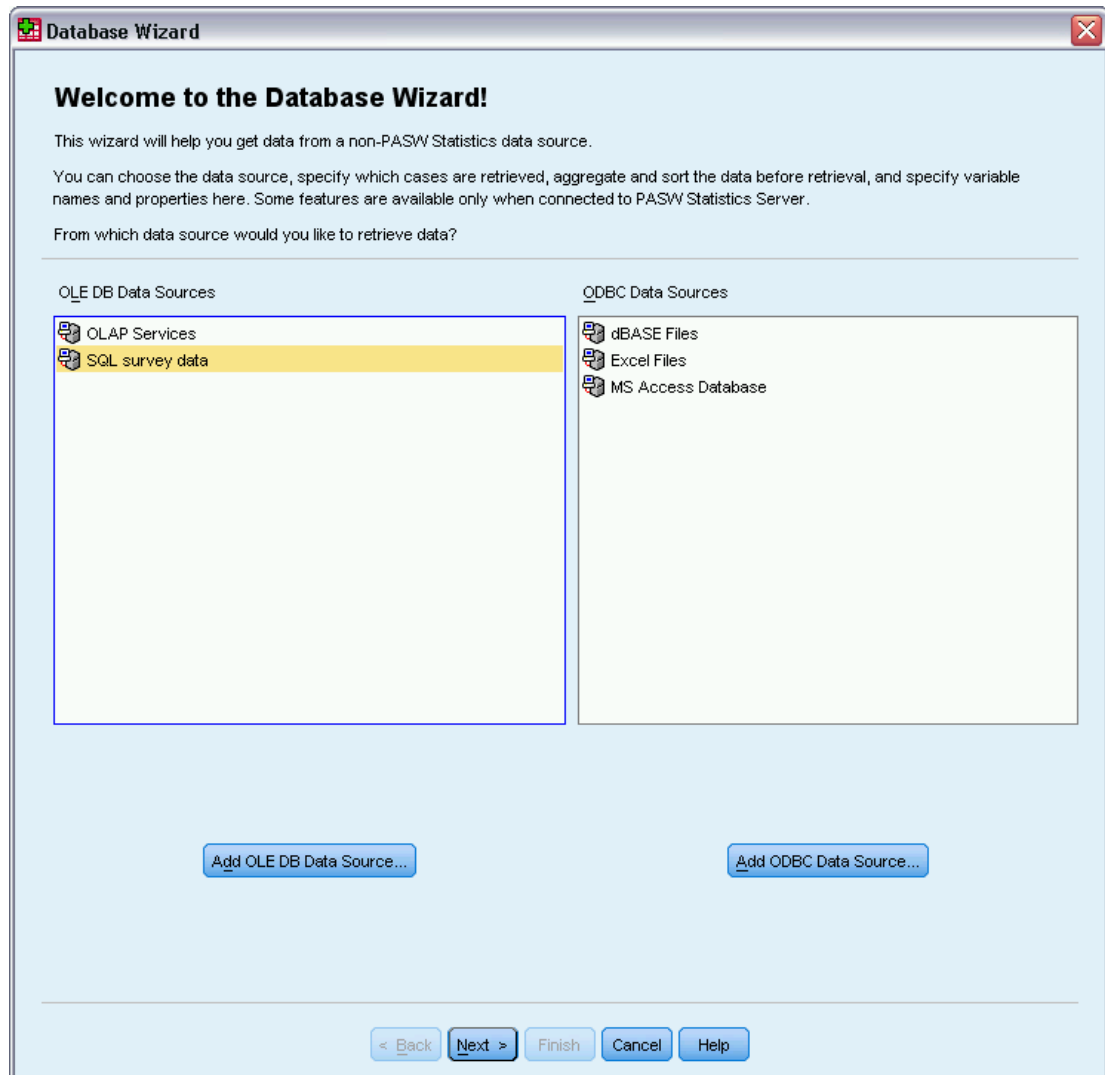 Database Wizard
Welcome to the Database Wizard!
This wizard will help you get data from a non-PASW Statistics data source.
You can choose the data source, specify which cases are retrieved, aggregate and sort the data before retrieval, and specify variable
names and properties here. Some features are available only when connected to PASW Statistics Server.
From which data source would you like to retrieve data?
OLE DB Data Sources
OLAP Services
SQL survey data
ODBC Data Sources
dBASE Files
Excel Files
MS Access Database
Add OLE DB Data Source...
Add ODBC Data Source...
< Back Next > Finish Cancel Help